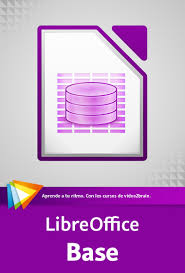 Aprende a tu ritmo. Con los cursos de video2brain.
LibreOffice
Base